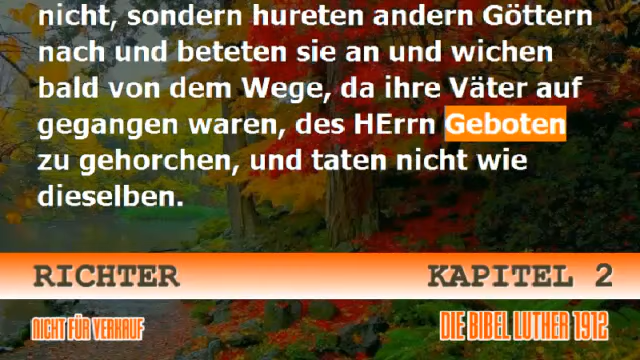 nicht, sondern hureten andern Göttern
nach und beteten sie an und wichen
bald von dem Wege, da ihre Väter auf
gegangen waren, des HErrn Geboten
zu gehorchen, und taten nicht wie
dieselben.
RICHTER KAPITEL 2
NICHT FÜR VERKAUF DIE BIBEL LUTHER 1912